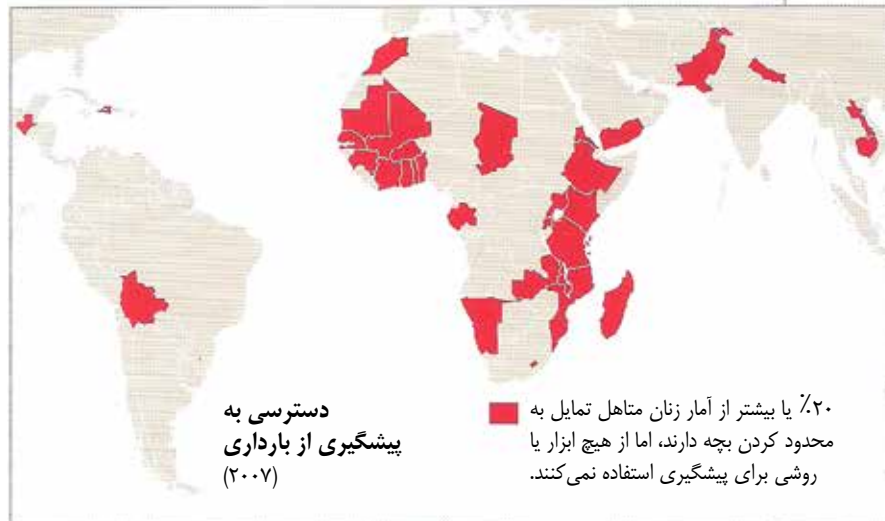 دسترسی به
پیشگیری از بارداری
(۲۰۰۷)
۲۰٪ یا بیشتر از آمار زنان متاهل تمایل به
محدود کردن بچه دارند، اما از هیچ ابزار یا
روشی برای پیشگیری استفاده نمی‌کنند.